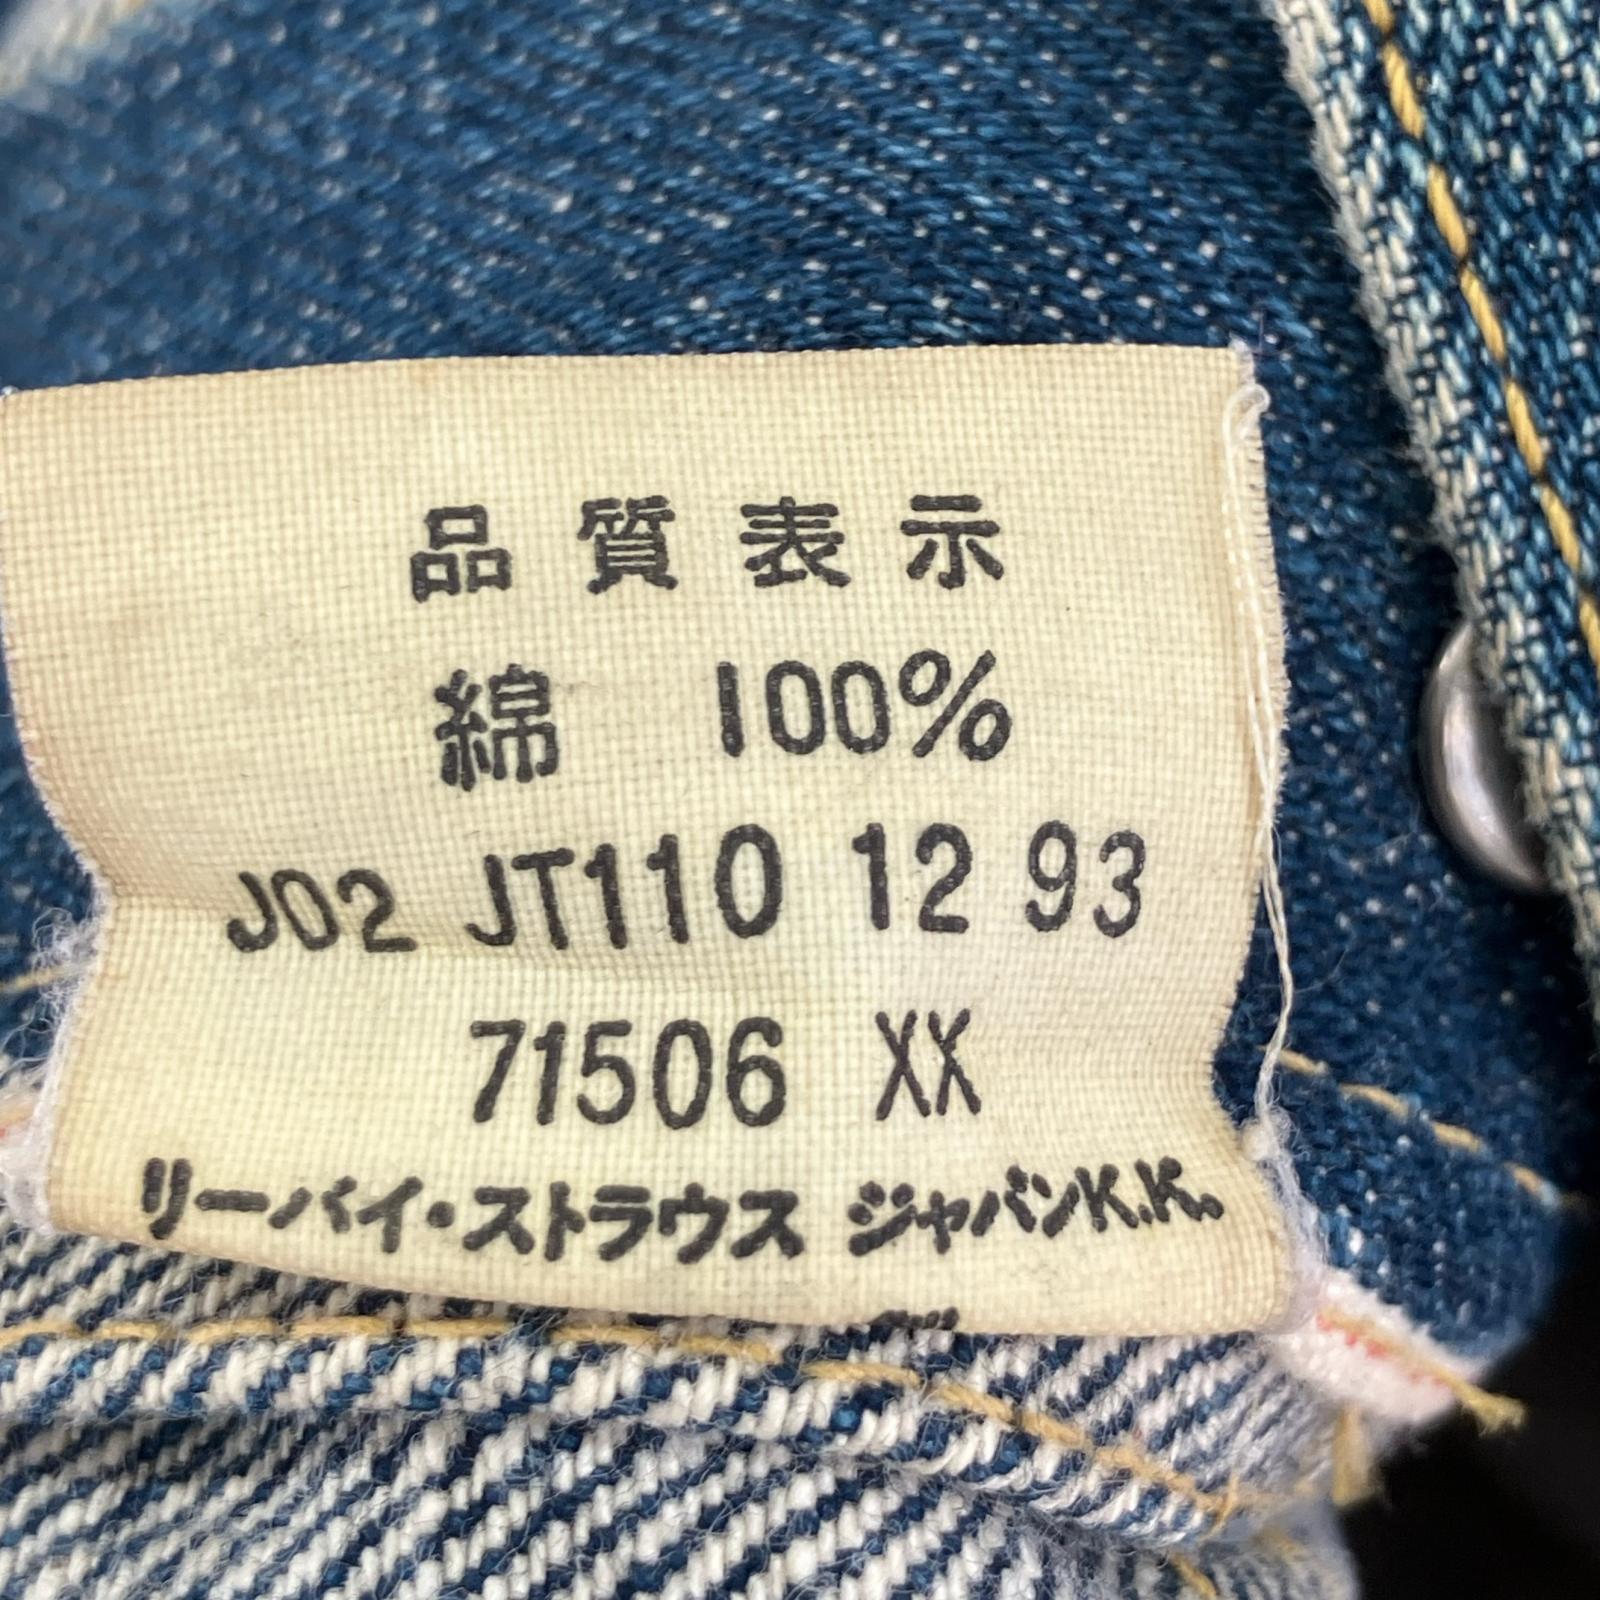 品質表示
綿 100%
J02 JT110 12 93
71506 XX
リーバイ・ストラウス ジャパンK.K.